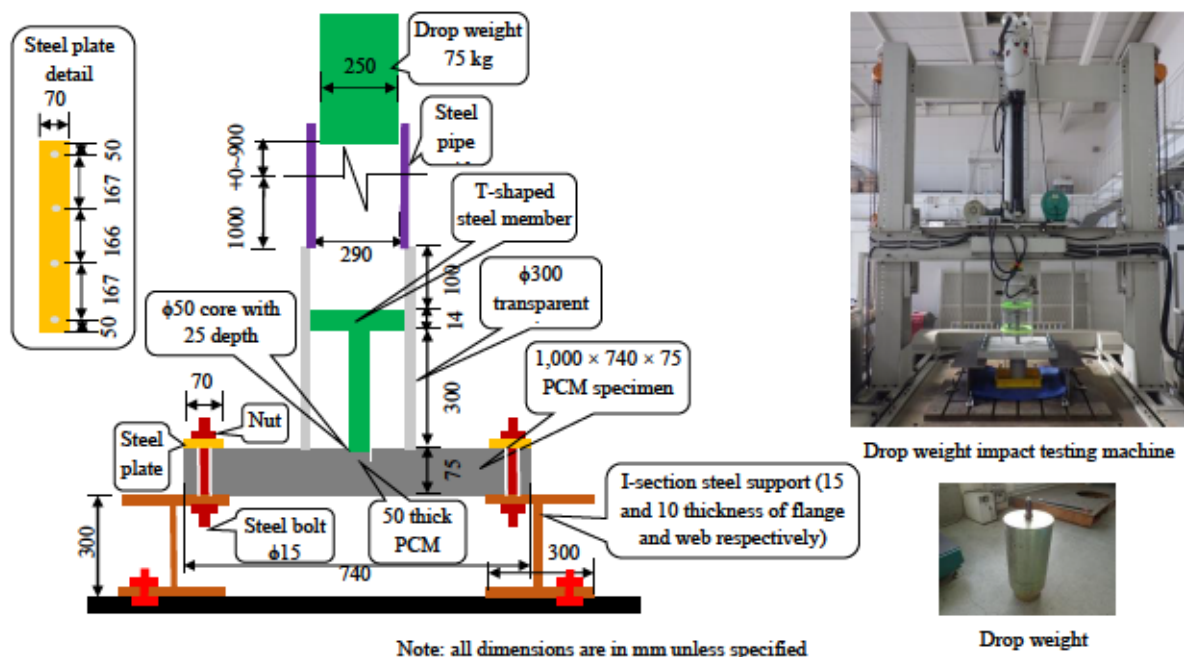 Steel plate
detail
70
50
167
166
167
50
Drop weight
75 kg
250
Steel
pipe
+0~900
1000
290
T-shaped
steel member
100
14
300
75
ϕ300
transparent
ϕ50 core with
25 depth
1,000 × 740 × 75
PCM specimen
70
Nut
Steel
plate
Steel bolt
ϕ15
50 thick
PCM
I-section steel support (15
and 10 thickness of flange
and web respectively)
300
740
300
Note: all dimensions are in mm unless specified
Drop weight impact testing machine
Drop weight